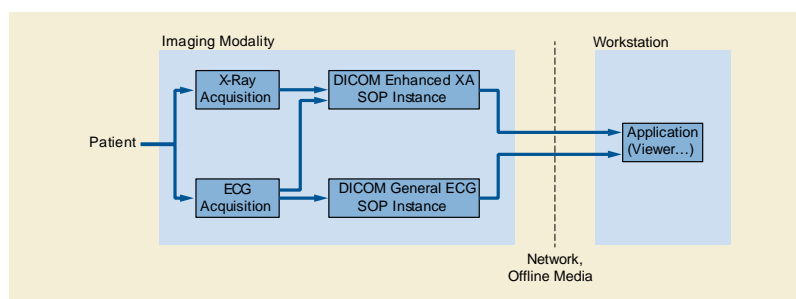 Imaging Modality
Workstation
X-Ray
Acquisition
DICOM Enhanced XA
SOP Instance
Application
(Viewer...)
Patient
ECG
Acquisition
DICOM General ECG
SOP Instance
Network,
Offline Media